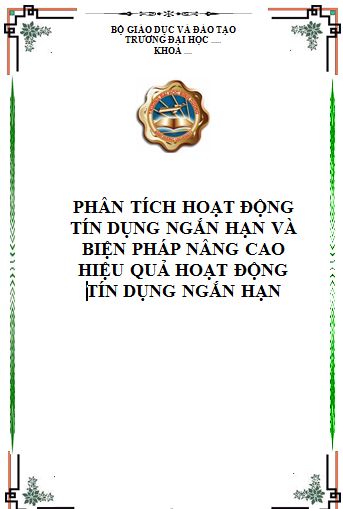 BỘ GIÁO DỤC VÀ ĐÀO TẠO
TRƯỜNG ĐẠI HỌC .....
KHOA ....
PHÂN TÍCH HOẠT ĐỘNG
TÍN DỤNG NGẮN HẠN VÀ
BIỆN PHÁP NÂNG CAO
HIỆU QUẢ HOẠT ĐỘNG
TÍN DỤNG NGẮN HẠN